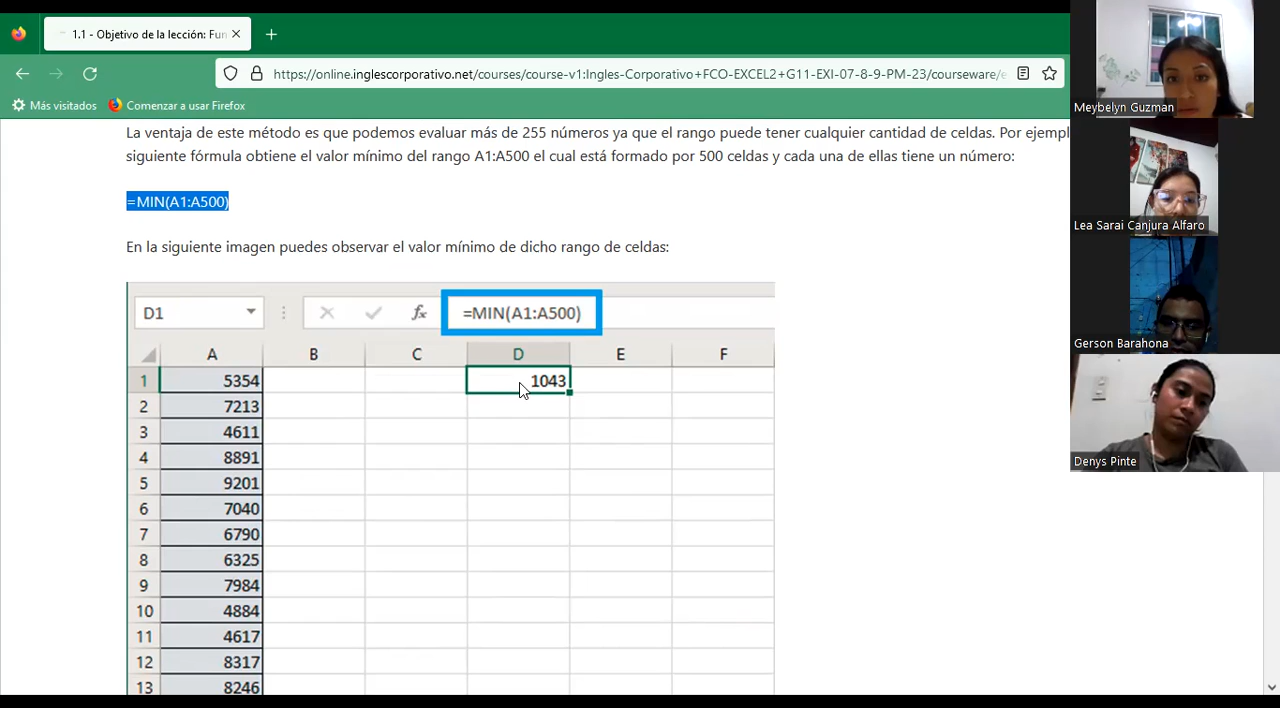 1.1 - Objetivo de la lección: Fun
https://online.inglescorporativo.net/courses/course-v1:Ingles-Corporativo+FCO-EXCEL2+G11-EXI-07-8-9-PM-23/courseware/e
Más visitados
Comenzar a usar Firefox
La ventaja de este método es que podemos evaluar más de 255 números ya que el rango puede tener cualquier cantidad de celdas. Por ejempl
siguiente fórmula obtiene el valor mínimo del rango A1:A500 el cual está formado por 500 celdas y cada una de ellas tiene un número:
=MIN(A1:A500)
En la siguiente imagen puedes observar el valor mínimo de dicho rango de celdas:
D1 fx =MIN(A1:A500)
A B C D E F
1 5354 1043
2 7213
3 4611
4 8891
5 9201
6 7040
7 6790
8 6325
9 7984
10 4884
11 4617
12 8317
13 8246
Meybelyn Guzman
Lea Sarai Canjura Alfaro
Gerson Barahona
Denys Pinte